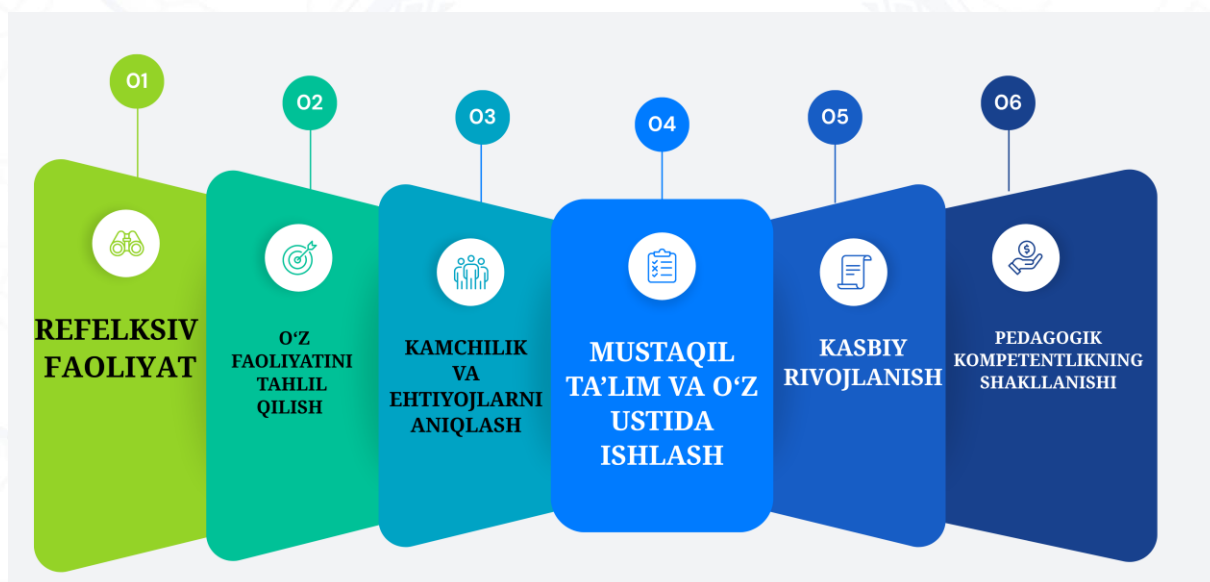 01
REFELKSIV
FAOLIYAT
02
O‘Z
FAOLIYATINI
TAHLIL
QILISH
03
KAMCHILIK
VA
EHTIYOJLARNI
ANIQLASH
04
MUSTAQIL
TA’LIM VA O‘Z
USTIDA
ISHLASH
05
KASBIY
RIVOJLANISH
06
PEDAGOGIK
KOMPETENTLIKNING
SHAKLLANISHI